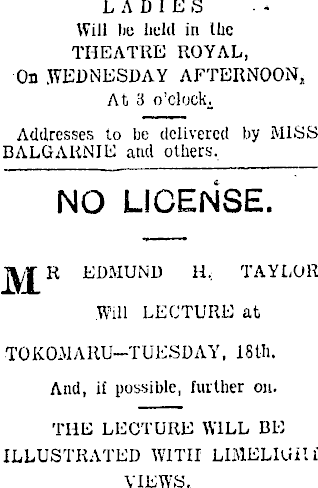 LADIES
Will be held in the
THEATRE ROYAL,
On WEDNESDAY AFTERNOON,
At 3 o'clock.
Addresses to be delivered by MISS
BALGARNIE and others.
NO LICENSE.
MR EDMUND H. TAYLOR
Will LECTURE at
TOKOMARU—TUESDAY, 18th.
And, if possible, further on.
THE LECTURE WILL BE
ILLUSTRATED WITH LIMELIGHT
VIEWS.